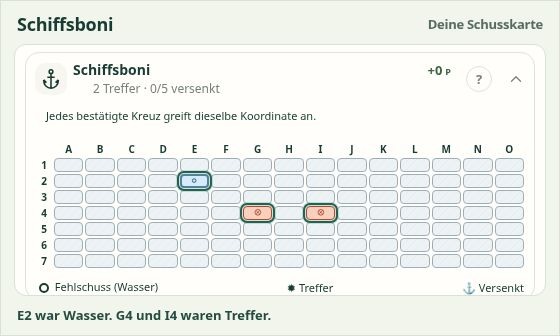 Schiffsboni
Deine Schusskarte
Schiffsboni
+0 P
?
2 Treffer · 0/5 versenkt
Jedes bestätigte Kreuz greift dieselbe Koordinate an.
A B C D E F G H I J K L M N O
1
2
3
4
5
6
7
Fehlschuss (Wasser)
Treffer
Versenkt
E2 war Wasser. G4 und I4 waren Treffer.